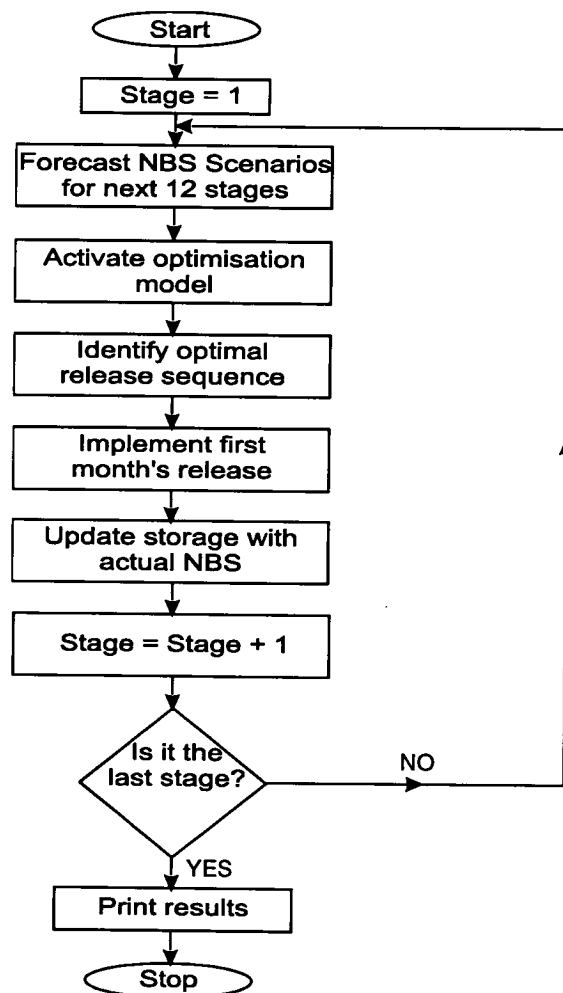 Start
Stage = 1
Forecast NBS Scenarios
for next 12 stages
Activate optimisation
model
Identify optimal
release sequence
Implement first
month's release
Update storage with
actual NBS
Stage = Stage + 1
Is it the
last stage?
NO
YES
Print results
Stop